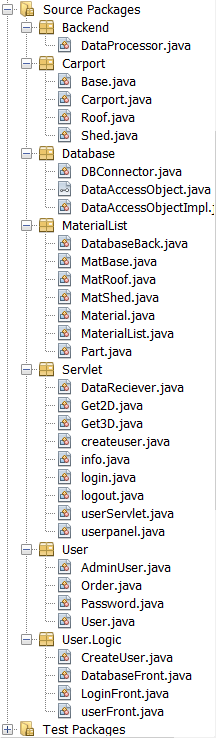 Source Packages
Backend
DataProcessor.java
Carport
Base.java
Carport.java
Roof.java
Shed.java
Database
DBConnector.java
DataAccessObject.java
DataAccessObjectImpl.j
MaterialList
DatabaseBack.java
MatBase.java
MatRoof.java
MatShed.java
Material.java
MaterialList.java
Part.java
Servlet
DataReciever.java
Get2D.java
Get3D.java
createuser.java
info.java
login.java
logout.java
userServlet.java
userpanel.java
User
AdminUser.java
Order.java
Password.java
User.java
User.Logic
CreateUser.java
DatabaseFront.java
LoginFront.java
userFront.java
Test Packages